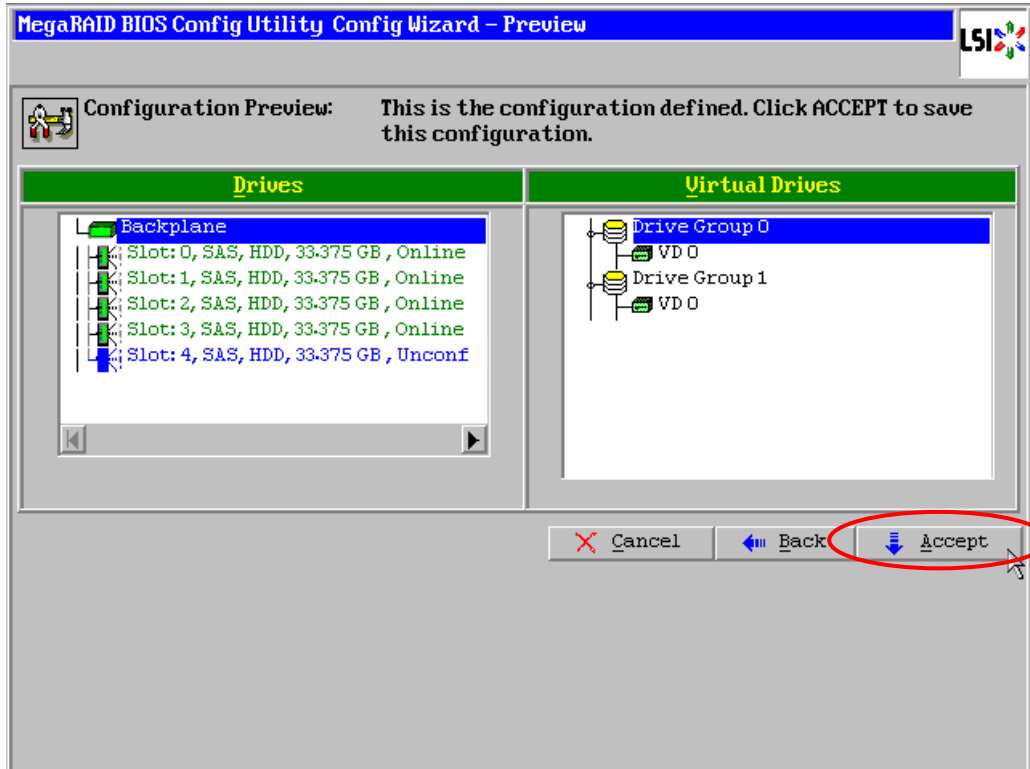 MegaRAID BIOS Config Utility Config Wizard – Preview
LSI
Configuration Preview: This is the configuration defined. Click ACCEPT to save
this configuration.
Drives
Backplane
Slot: 0, SAS, HDD, 33.375 GB , Online
Slot: 1, SAS, HDD, 33.375 GB , Online
Slot: 2, SAS, HDD, 33.375 GB , Online
Slot: 3, SAS, HDD, 33.375 GB , Online
Slot: 4, SAS, HDD, 33.375 GB , Unconf
Virtual Drives
Drive Group 0
VD 0
Drive Group 1
VD 0
Cancel
Back
Accept